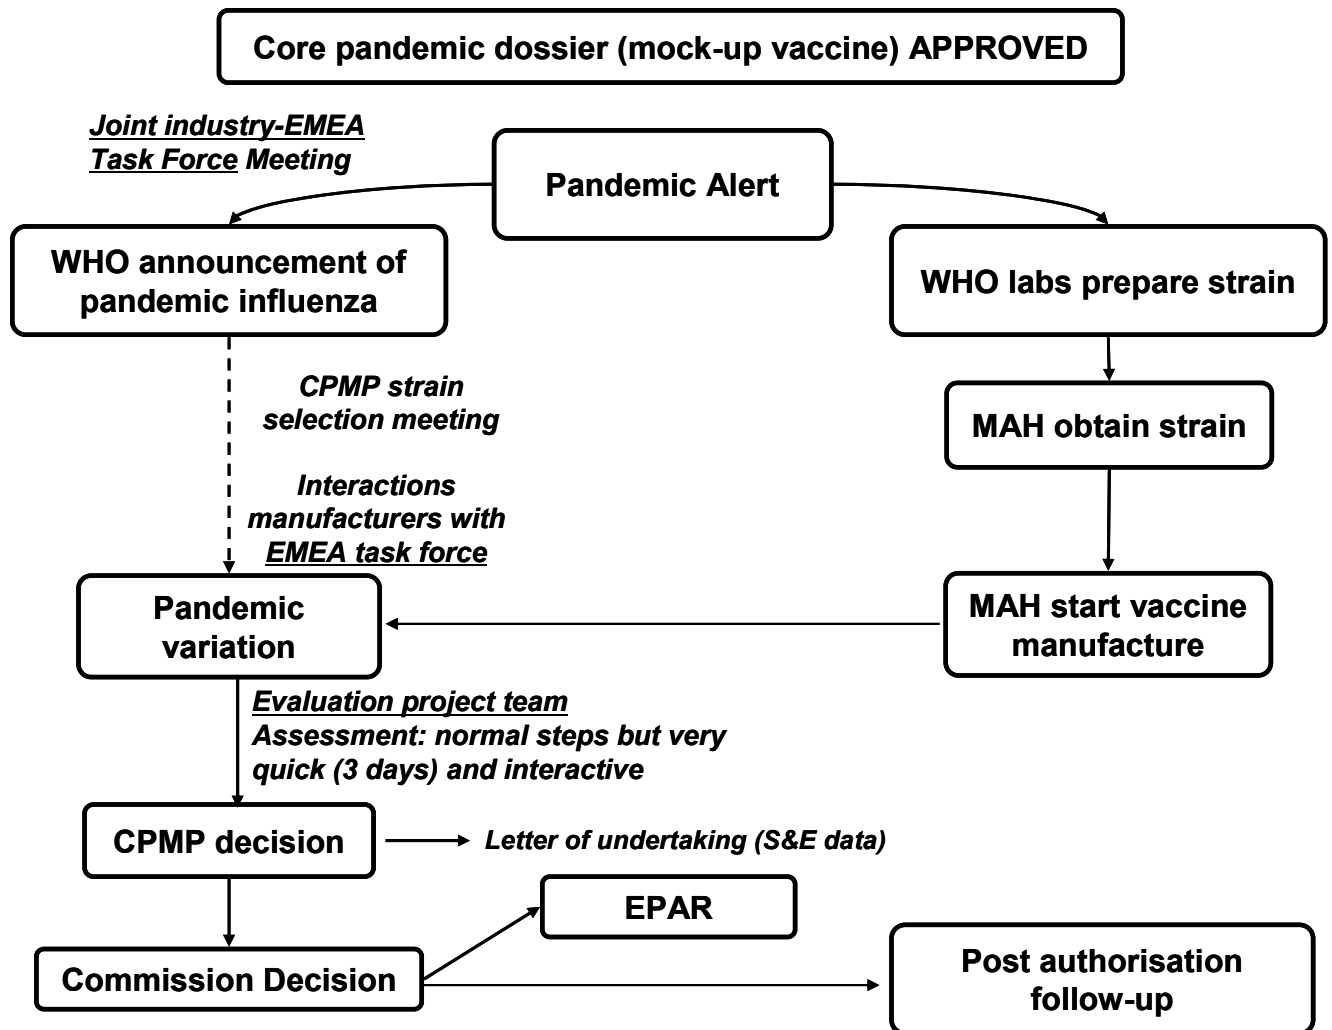 Core pandemic dossier (mock-up vaccine) APPROVED
Joint industry-EMEA
Task Force Meeting
Pandemic Alert
WHO announcement of
pandemic influenza
WHO labs prepare strain
CPMP strain
selection meeting
MAH obtain strain
Interactions
manufacturers with
EMEA task force
Pandemic
variation
MAH start vaccine
manufacture
Evaluation project team
Assessment: normal steps but very
quick (3 days) and interactive
CPMP decision
Letter of undertaking (S&E data)
EPAR
Commission Decision
Post authorisation
follow-up